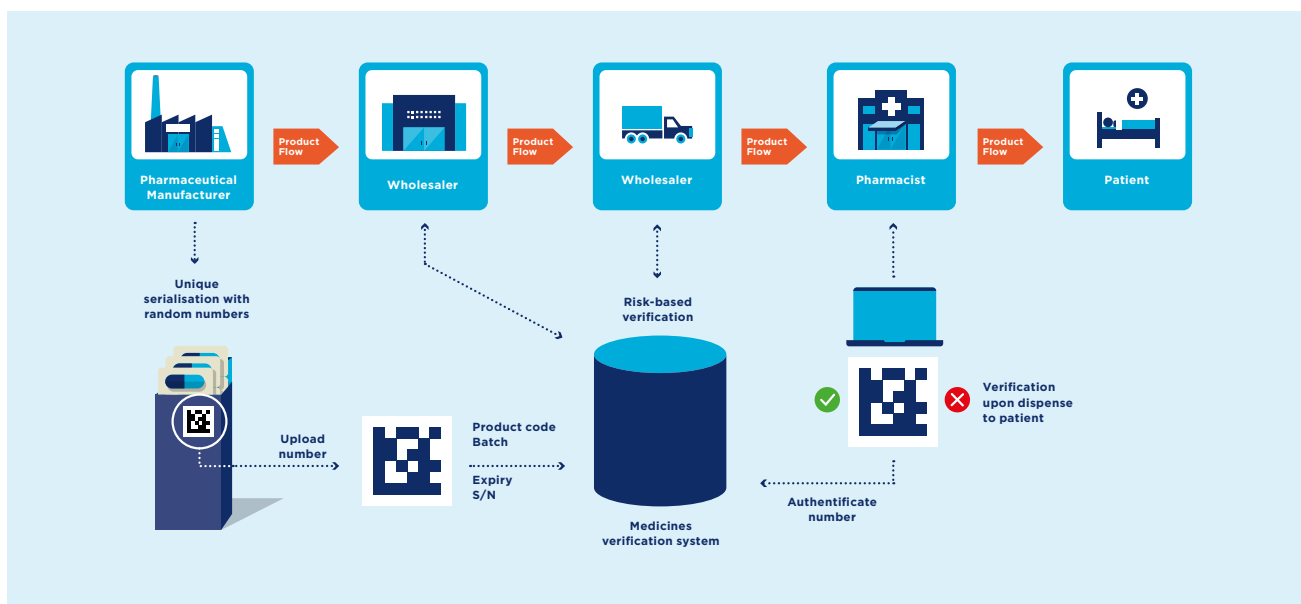 Pharmaceutical
Manufacturer
Product
Flow
Wholesaler
Product
Flow
Wholesaler
Product
Flow
Pharmacist
Product
Flow
Patient
Unique
serialisation with
random numbers
Risk-based
verification
Verification
upon dispense
to patient
Upload
number
Product code
Batch
Expiry
S/N
Authentificate
number
Medicines
verification system